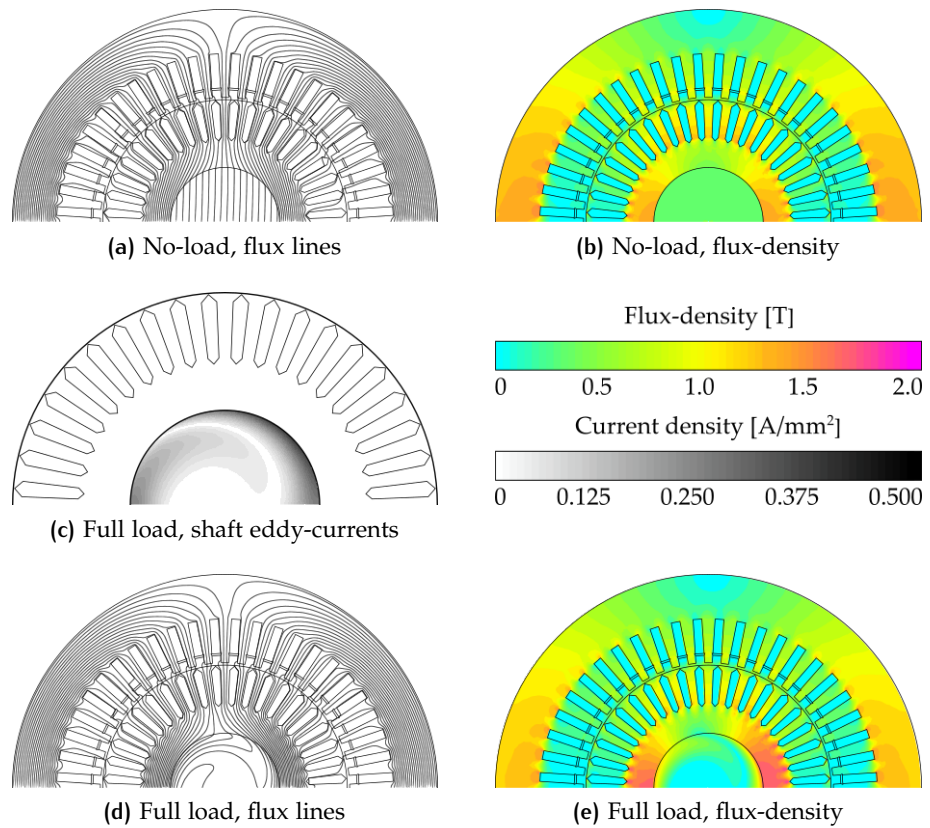 (a) No-load, flux lines
(b) No-load, flux-density
Flux-density [T]
0 0.5 1.0 1.5 2.0
Current density [A/mm²]
0 0.125 0.250 0.375 0.500
(c) Full load, shaft eddy-currents
(d) Full load, flux lines
(e) Full load, flux-density